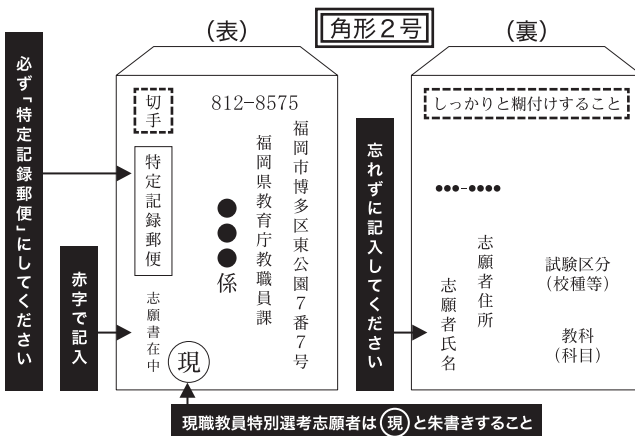 角形2号
(表)
必ず「特定記録郵便」にしてください
赤字で記入
切手
812-8575
福岡市博多区東公園7番7号
福岡県教育庁教職員課
●●●係
特定記録郵便
志願書在中
現
(裏)
しっかりと糊付けすること
忘れずに記入してください
●●●-●●●●
志願者住所
志願者氏名
試験区分
(校種等)
教科
(科目)
現職教員特別選考志願者は現と朱書きすること